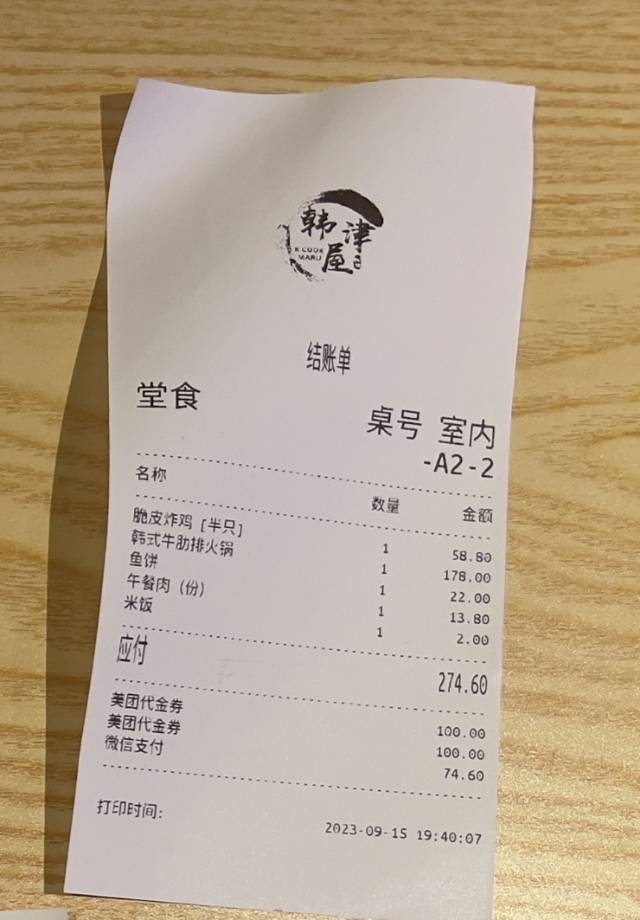 韩津
屋
K.COOK
MARU
结账单
堂食
桌号 室内
-A2-2
名称 数量 金额
脆皮炸鸡 [半只] 1 58.80
韩式牛肋排火锅 1 178.00
鱼饼 1 22.00
午餐肉 (份) 1 13.80
米饭 1 2.00
应付 274.60
美团代金券 100.00
美团代金券 100.00
微信支付 74.60
打印时间: 2023-09-15 19:40:07